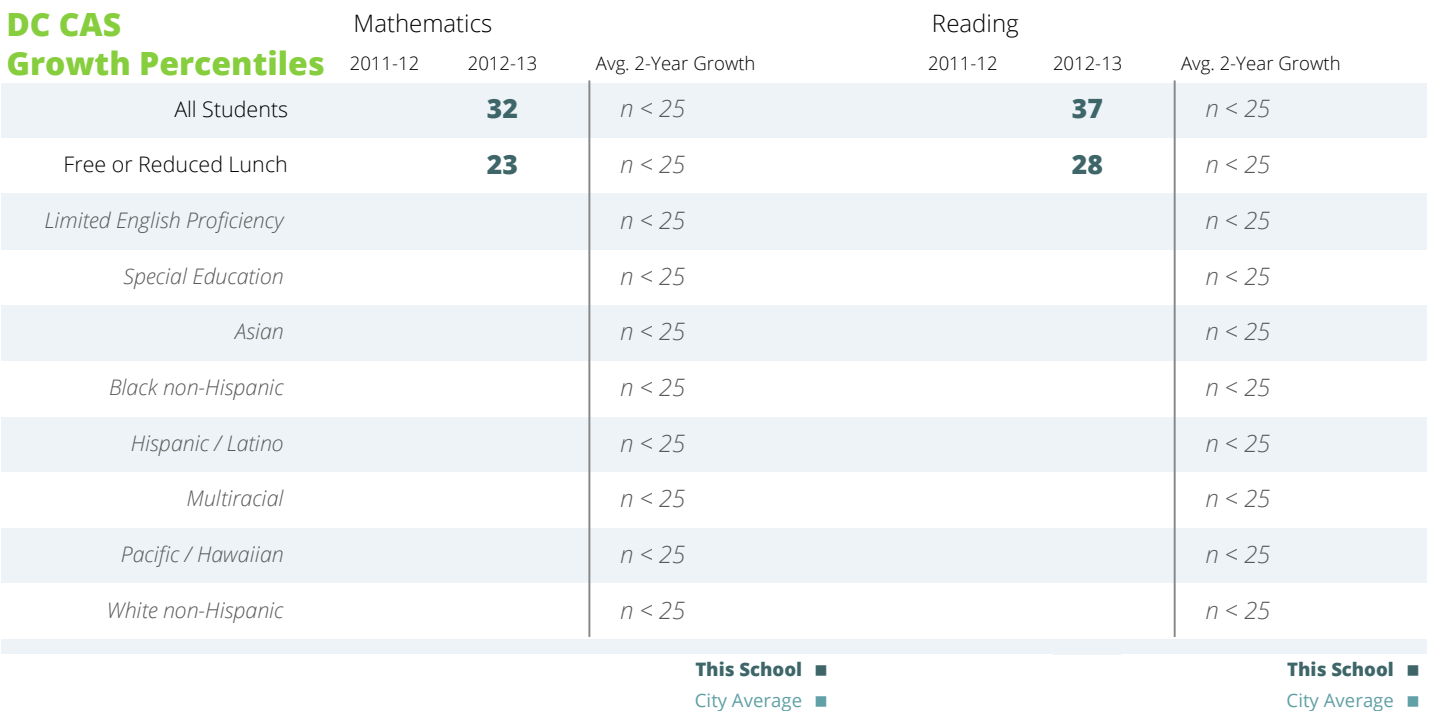 DC CAS
Growth Percentiles
Mathematics Reading
2011-12 2012-13 Avg. 2-Year Growth 2011-12 2012-13 Avg. 2-Year Growth
All Students 32 n < 25 37 n < 25
Free or Reduced Lunch 23 n < 25 28 n < 25
Limited English Proficiency n < 25 n < 25
Special Education n < 25 n < 25
Asian n < 25 n < 25
Black non-Hispanic n < 25 n < 25
Hispanic / Latino n < 25 n < 25
Multiracial n < 25 n < 25
Pacific / Hawaiian n < 25 n < 25
White non-Hispanic n < 25 n < 25
This School This School
City Average City Average